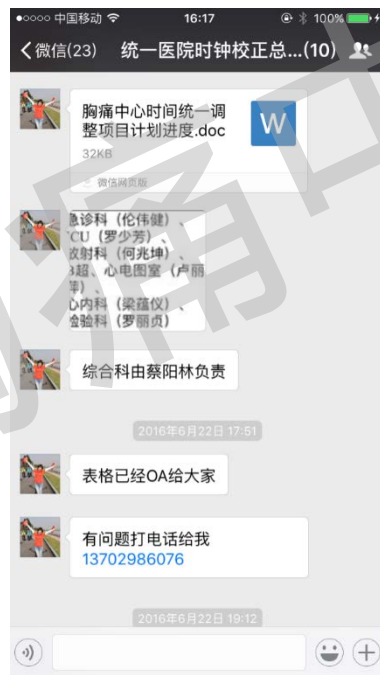 中国移动 16:17 100%
微信(23) 统一医院时钟校正总...(10)
胸痛中心时间统一调
整项目计划进度.doc
W
32KB
微信网页版
急诊科（伦伟健）、
CU（罗少芳）、
放射科（何兆坤）、
超、心电图室（卢丽
）、
心内科（梁蕴仪）、
检验科（罗丽贞）
综合科由蔡阳林负责
2016年6月22日 17:51
表格已经OA给大家
有问题打电话给我
13702986076
2016年6月22日 19:12